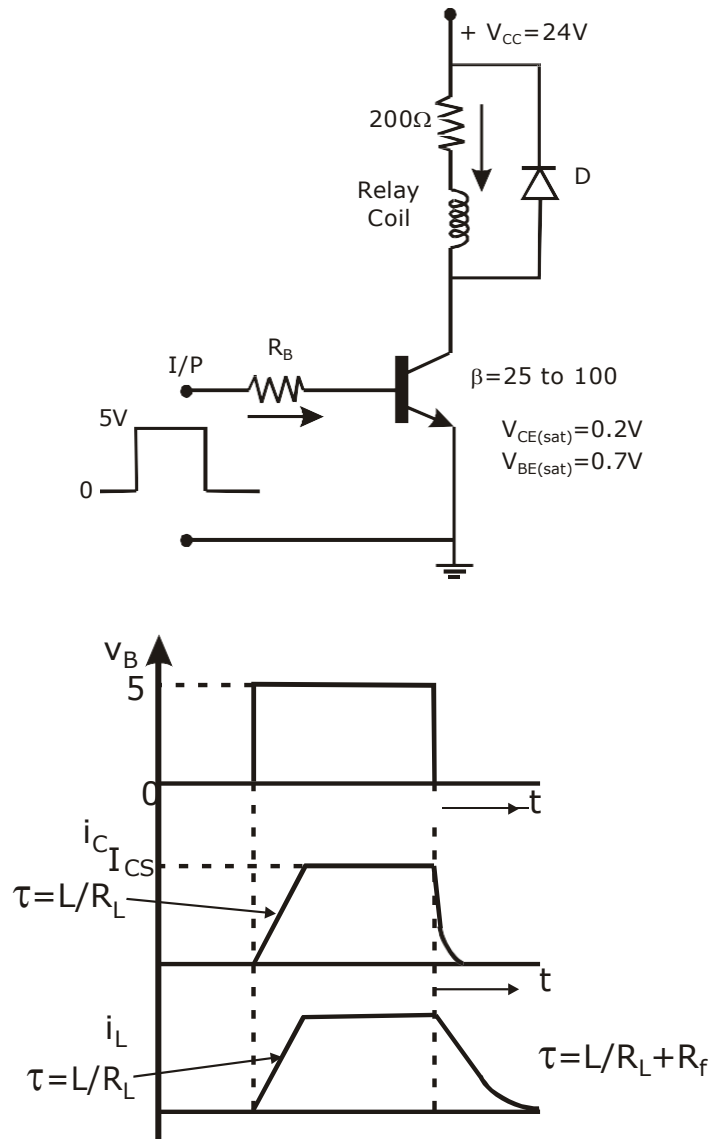 + V_CC=24V
200Ω
D
Relay
Coil
R_B
I/P
β=25 to 100
5V
V_CE(sat)=0.2V
V_BE(sat)=0.7V
0
v_B
5
0
t
i_C
I_CS
τ=L/R_L
t
i_L
τ=L/R_L+R_f
τ=L/R_L